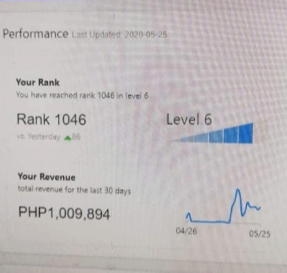 Performance Last Updated: 2020-05-25
Your Rank
You have reached rank 1046 in level 6
Rank 1046
Level 6
vs. Yesterday ▲86
Your Revenue
total revenue for the last 30 days
PHP1,009,894
04/26
05/25